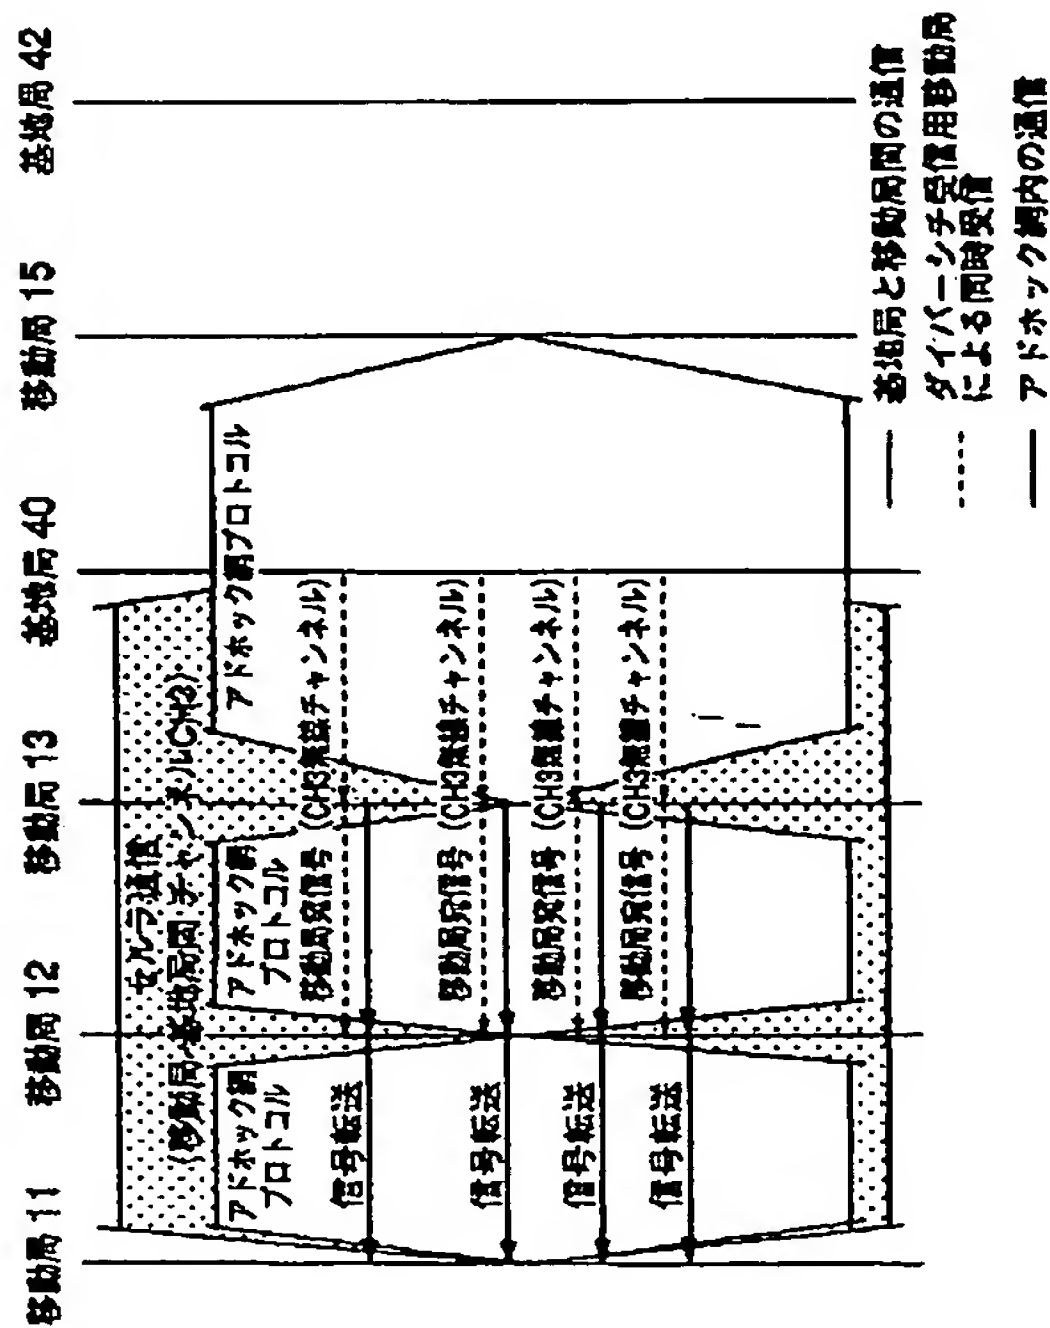 移動局 11
移動局 12
移動局 13
基地局 40
移動局 15
基地局 42
セルラ通信
(移動局-基地局間チャンネルCH3)
アドホック網
プロトコル
アドホック網
プロトコル
アドホック網プロトコル
移動局発信号 (CH3無線チャンネル)
信号転送
移動局発信号 (CH3無線チャンネル)
信号転送
移動局発信号 (CH3無線チャンネル)
信号転送
移動局発信号 (CH3無線チャンネル)
信号転送
基地局と移動局間の通信
ダイバーシチ受信用移動局
による同時受信
アドホック網内の通信